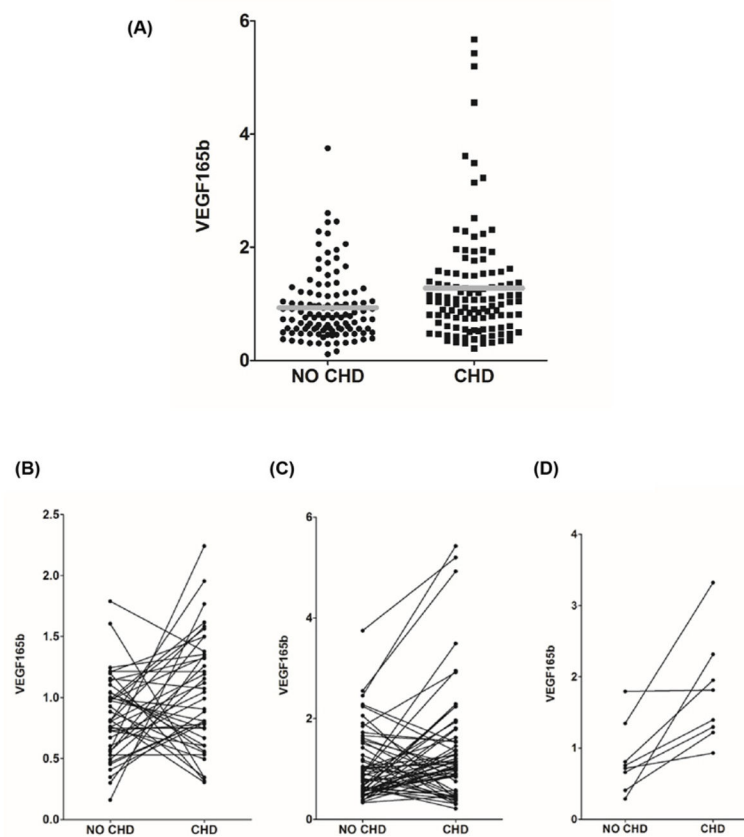 (A)
6
4
2
0
VEGF165b
NO CHD
CHD
(B)
2.5
2.0
1.5
1.0
0.5
0.0
VEGF165b
NO CHD
CHD
(C)
6
4
2
0
VEGF165b
NO CHD
CHD
(D)
4
3
2
1
0
VEGF165b
NO CHD
CHD